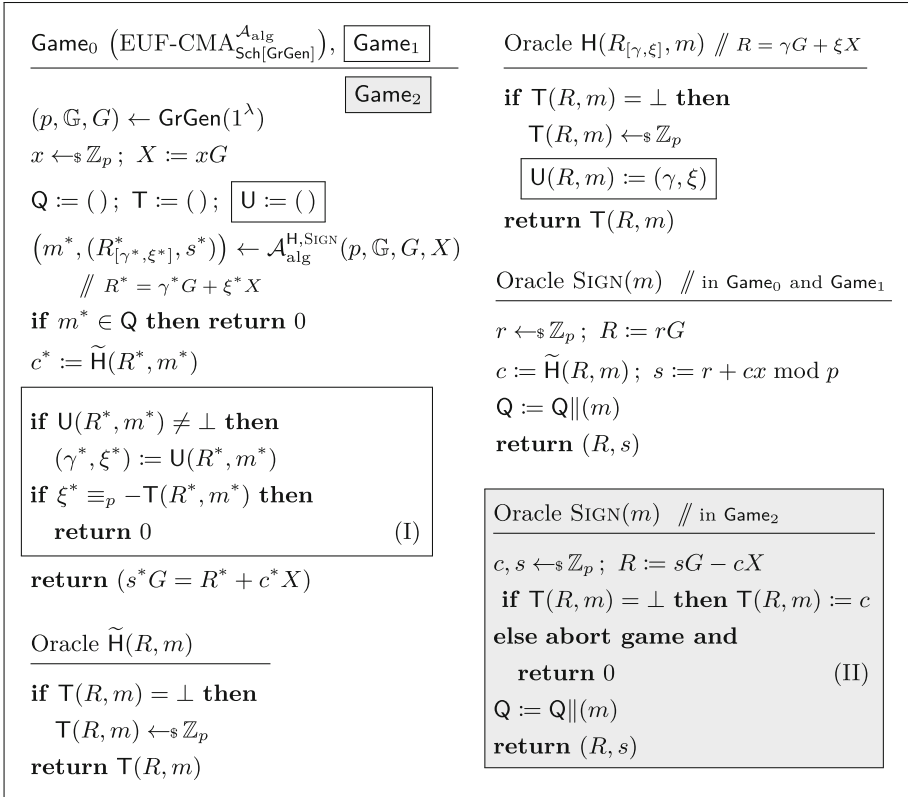 Game₀ (EUF-CMA^{𝒜_alg}_{Sch[GrGen]}), Game₁
Game₂
(p, 𝔾, G) ← GrGen(1^λ)
x ←$ ℤ_p ; X := xG
Q := ( ) ; T := ( ) ; U := ( )
(m*, (R*_{[γ*,ξ*]}, s*)) ← 𝒜_alg^{H,SIGN}(p, 𝔾, G, X)
// R* = γ*G + ξ*X
if m* ∈ Q then return 0
c* := H̃(R*, m*)
if U(R*, m*) ≠ ⊥ then
(γ*, ξ*) := U(R*, m*)
if ξ* ≡_p −T(R*, m*) then
return 0 (I)
return (s*G = R* + c*X)
Oracle H̃(R, m)
if T(R, m) = ⊥ then
T(R, m) ←$ ℤ_p
return T(R, m)
Oracle H(R_{[γ,ξ]}, m) // R = γG + ξX
if T(R, m) = ⊥ then
T(R, m) ←$ ℤ_p
U(R, m) := (γ, ξ)
return T(R, m)
Oracle SIGN(m) // in Game₀ and Game₁
r ←$ ℤ_p ; R := rG
c := H̃(R, m) ; s := r + cx mod p
Q := Q‖(m)
return (R, s)
Oracle SIGN(m) // in Game₂
c, s ←$ ℤ_p ; R := sG − cX
if T(R, m) = ⊥ then T(R, m) := c
else abort game and
return 0 (II)
Q := Q‖(m)
return (R, s)